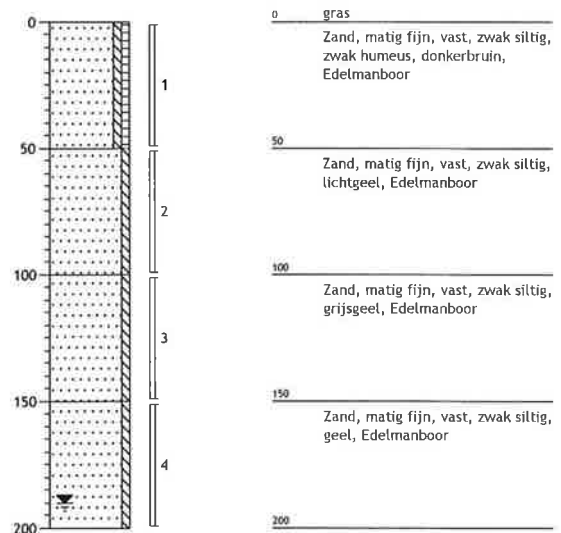 0
50
100
150
200
1
2
3
4
0 gras
Zand, matig fijn, vast, zwak siltig,
zwak humeus, donkerbruin,
Edelmanboor
50
Zand, matig fijn, vast, zwak siltig,
lichtgeel, Edelmanboor
100
Zand, matig fijn, vast, zwak siltig,
grijsgeel, Edelmanboor
150
Zand, matig fijn, vast, zwak siltig,
geel, Edelmanboor
200